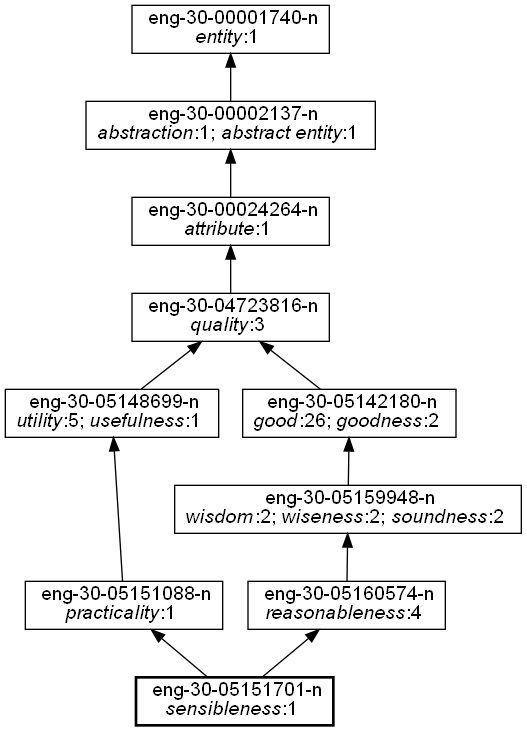 eng-30-00001740-n
entity:1
eng-30-00002137-n
abstraction:1; abstract entity:1
eng-30-00024264-n
attribute:1
eng-30-04723816-n
quality:3
eng-30-05148699-n
utility:5; usefulness:1
eng-30-05142180-n
good:26; goodness:2
eng-30-05159948-n
wisdom:2; wiseness:2; soundness:2
eng-30-05151088-n
practicality:1
eng-30-05160574-n
reasonableness:4
eng-30-05151701-n
sensibleness:1